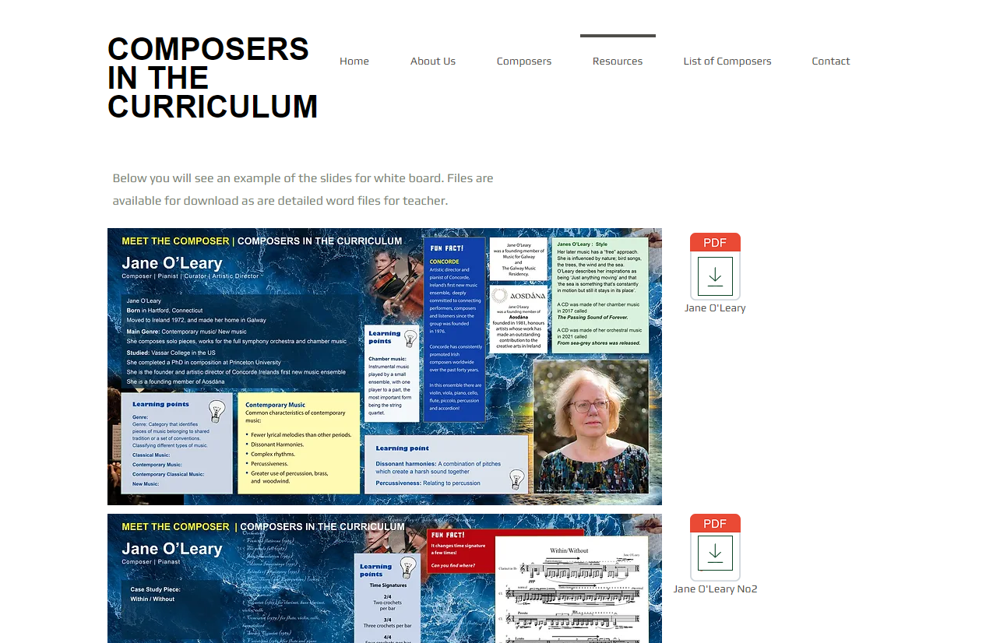 COMPOSERS
IN THE
CURRICULUM
Home
About Us
Composers
Resources
List of Composers
Contact
Below you will see an example of the slides for white board. Files are
available for download as are detailed word files for teacher.
MEET THE COMPOSER | COMPOSERS IN THE CURRICULUM
Jane O’Leary
Composer | Pianist | Curator | Artistic Director
Jane O’Leary
Born in Hartford, Connecticut
Moved to Ireland 1972, and made her home in Galway
Main Genre: Contemporary music/ New music
She composes solo pieces, works for the full symphony orchestra and chamber music
Studied: Vassar College in the US
She completed a PhD in composition at Princeton University
She is the founder and artistic director of Concorde Irelands first new music ensemble
She is a founding member of Aosdána
Learning points
Genre:
Genre: Category that identifies
pieces of music belonging to shared
tradition or a set of conventions.
Classifying different types of music.
Classical Music:
Contemporary Music:
Contemporary Classical Music:
New Music:
Contemporary Music
Common characteristics of contemporary
music:
• Fewer lyrical melodies than other periods.
• Dissonant Harmonies.
• Complex rhythms.
• Percussiveness.
• Greater use of percussion, brass,
and woodwind.
Learning
points
Chamber music:
Instrumental music
played by a small
ensemble, with one
player to a part, the
most important form
being the string
quartet.
FUN FACT!
CONCORDE
Artistic director and
pianist of Concorde,
Ireland’s first new music
ensemble, deeply
committed to connecting
performers, composers
and listeners since the
group was founded
in 1976.
Concorde has consistently
promoted Irish
composers worldwide
over the past forty years.
In this ensemble there are
violin, viola, piano, cello,
flute, piccolo, percussion
and accordion!
Jane O’Leary
was a founding member of
Music for Galway
and
The Galway Music
Residency.
AOSDÁNA
Jane O’Leary
was a founding member of
Aosdána
founded in 1981, honours
artists whose work has
made an outstanding
contribution to the
creative arts in Ireland
Janes O’Leary : Style
Her later music has a “free” approach.
She is influenced by nature; bird songs,
the trees, the wind and the sea.
O’Leary describes her inspirations as
being ‘Just anything moving’ and that
‘the sea is something that’s constantly
in motion but still it stays in its place’.
A CD was made of her chamber music
in 2017 called
The Passing Sound of Forever.
A CD was made of her orchestral music
in 2021 called
From sea-grey shores was released.
Learning point
Dissonant harmonies: A combination of pitches
which create a harsh sound together
Percussiveness: Relating to percussion
PDF
Jane O'Leary
MEET THE COMPOSER | COMPOSERS IN THE CURRICULUM
Jane O’Leary
Composer | Pianast
Case Study Piece:
Within / Without
Learning
points
Time Signatures
2/4
Two crochets
per bar
3/4
Three crochets per bar
4/4
Four crochets per bar
FUN FACT!
It changes time signature
a few times!
Can you find where?
Within/Without
Jane O'Leary
Clarinet in B♭
PDF
Jane O'Leary No2